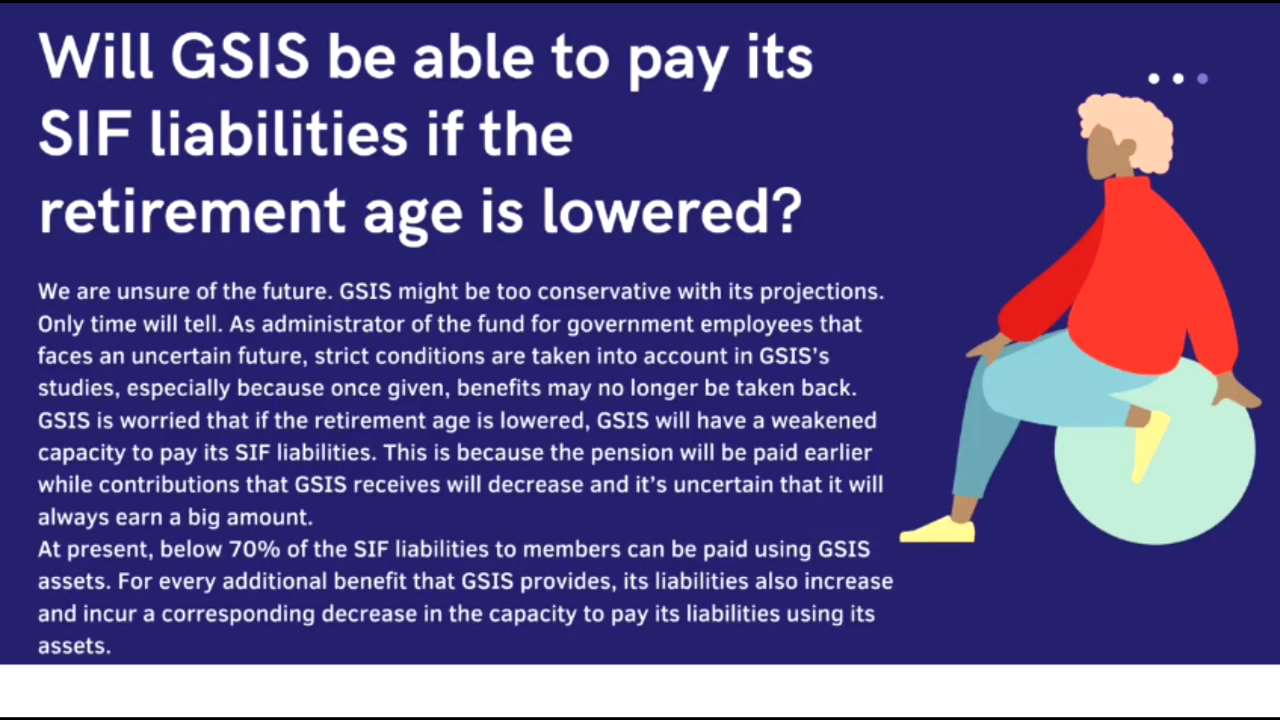 Will GSIS be able to pay its
SIF liabilities if the
retirement age is lowered?
We are unsure of the future. GSIS might be too conservative with its projections.
Only time will tell. As administrator of the fund for government employees that
faces an uncertain future, strict conditions are taken into account in GSIS's
studies, especially because once given, benefits may no longer be taken back.
GSIS is worried that if the retirement age is lowered, GSIS will have a weakened
capacity to pay its SIF liabilities. This is because the pension will be paid earlier
while contributions that GSIS receives will decrease and it's uncertain that it will
always earn a big amount.
At present, below 70% of the SIF liabilities to members can be paid using GSIS
assets. For every additional benefit that GSIS provides, its liabilities also increase
and incur a corresponding decrease in the capacity to pay its liabilities using its
assets.